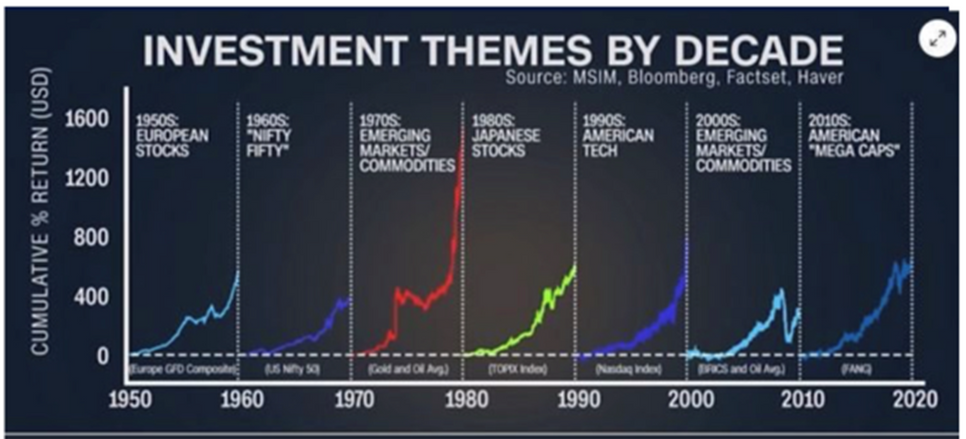 INVESTMENT THEMES BY DECADE
Source: MSIM, Bloomberg, Factset, Haver
CUMULATIVE % RETURN (USD)
1600
1200
800
400
0
1950S:
EUROPEAN
STOCKS
1960S:
"NIFTY
FIFTY"
1970S:
EMERGING
MARKETS/
COMMODITIES
1980S:
JAPANESE
STOCKS
1990S:
AMERICAN
TECH
2000S:
EMERGING
MARKETS/
COMMODITIES
2010S:
AMERICAN
"MEGA CAPS"
(Europe GFD Composite)
(US Nifty 50)
(Gold and Oil Avg.)
(TOPIX Index)
(Nasdaq Index)
(BRICS and Oil Avg.)
(FANG)
1950 1960 1970 1980 1990 2000 2010 2020